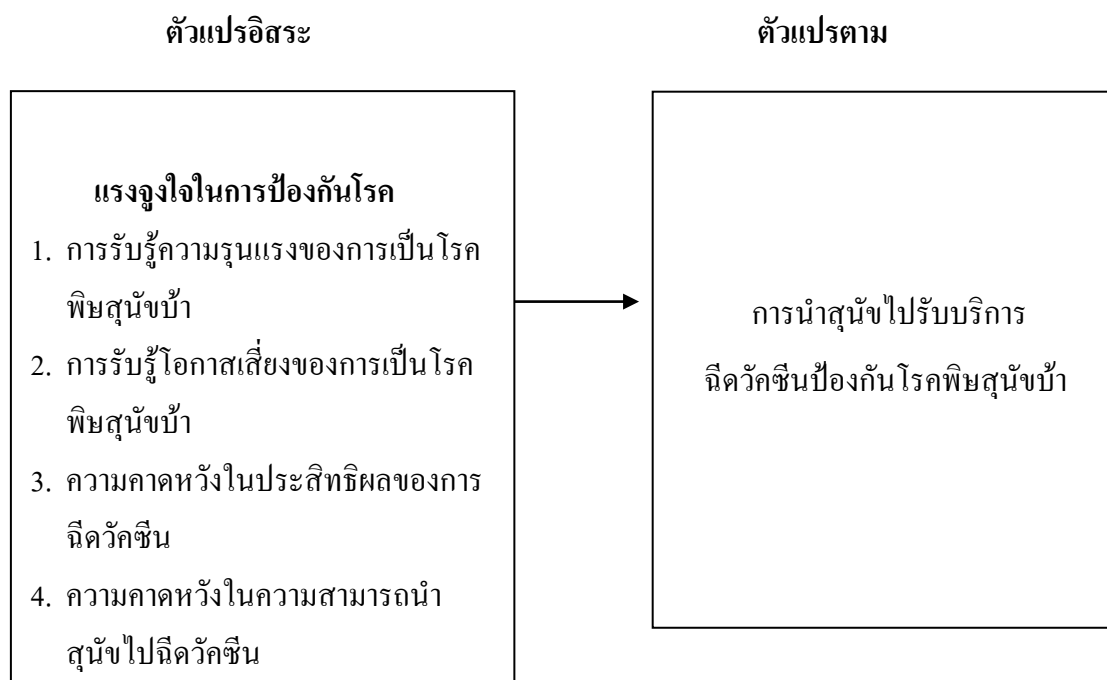 ตัวแปรอิสระ
ตัวแปรตาม
แรงจูงใจในการป้องกันโรค
1. การรับรู้ความรุนแรงของการเป็นโรค
พิษสุนัขบ้า
2. การรับรู้โอกาสเสี่ยงของการเป็นโรค
พิษสุนัขบ้า
3. ความคาดหวังในประสิทธิผลของการ
ฉีดวัคซีน
4. ความคาดหวังในความสามารถนำ
สุนัขไปฉีดวัคซีน
การนำสุนัขไปรับบริการ
ฉีดวัคซีนป้องกันโรคพิษสุนัขบ้า